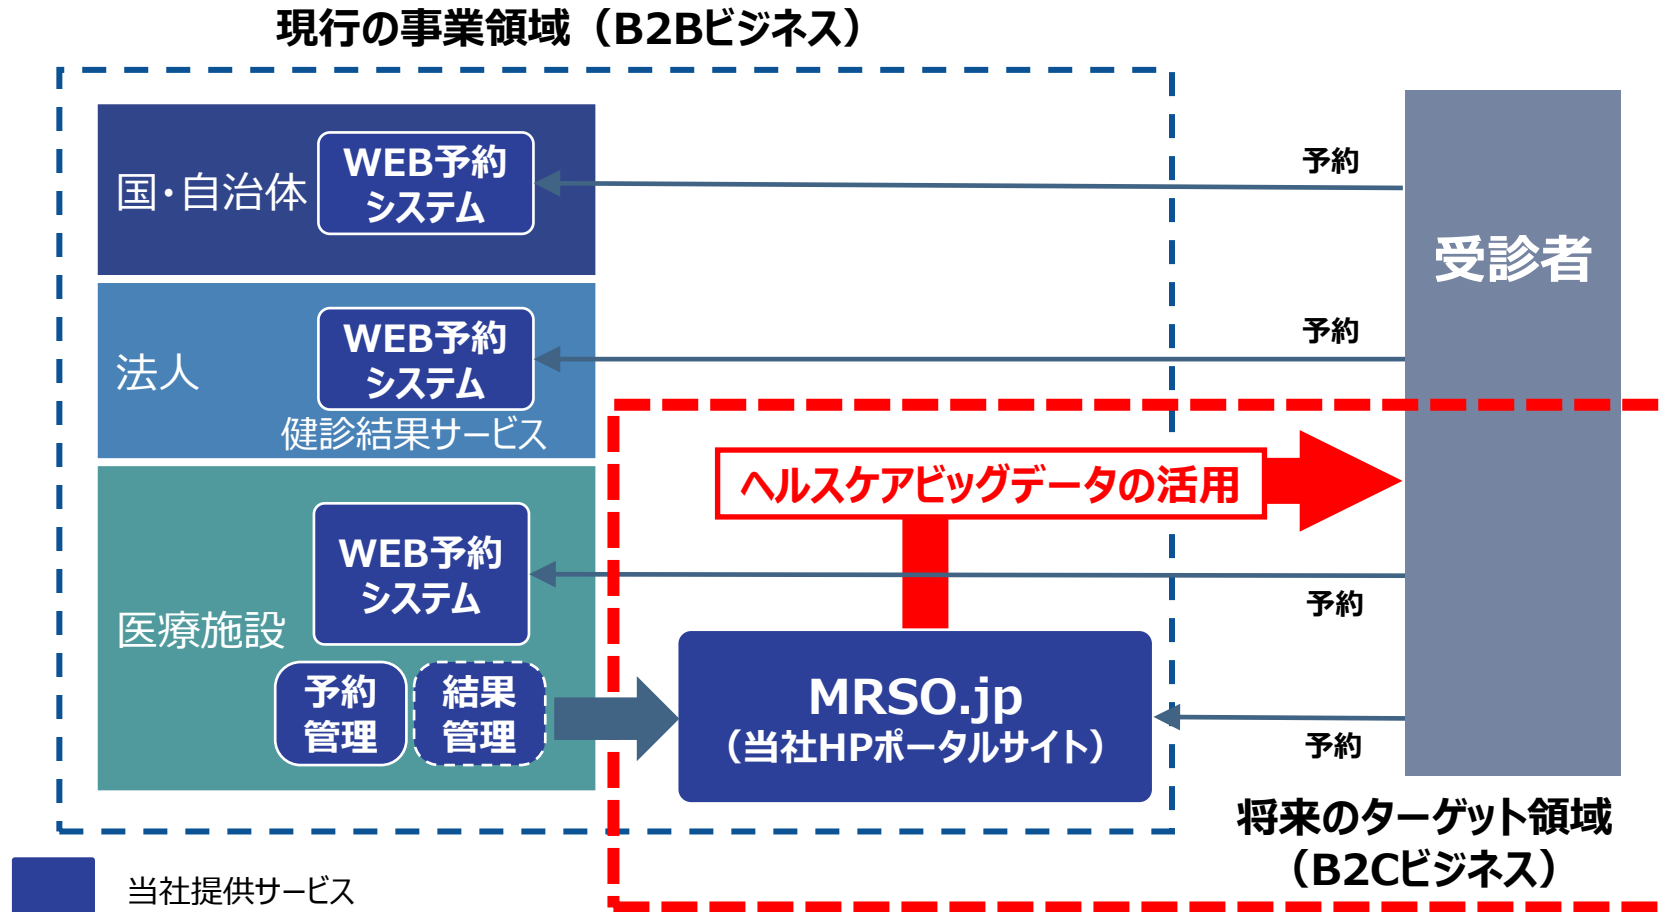 現行の事業領域（B2Bビジネス）
国・自治体
WEB予約
システム
予約
受診者
法人
WEB予約
システム
健診結果サービス
予約
ヘルスケアビッグデータの活用
医療施設
WEB予約
システム
予約
予約
管理
結果
管理
MRSO.jp
（当社HPポータルサイト）
予約
将来のターゲット領域
（B2Cビジネス）
当社提供サービス